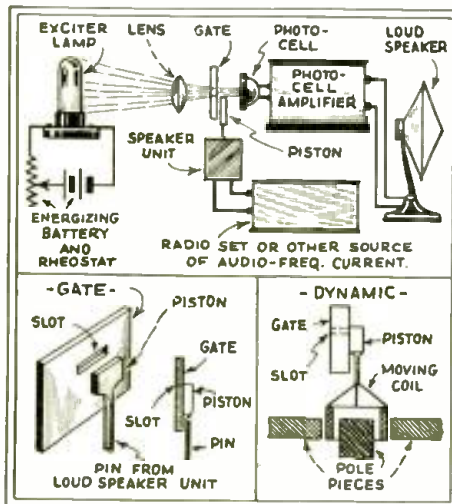 EXCITER
LAMP
LENS
GATE
PHOTO-
CELL
LOUD
SPEAKER
PHOTO-
CELL
AMPLIFIER
SPEAKER
UNIT
PISTON
ENERGIZING
BATTERY
AND
RHEOSTAT
RADIO SET OR OTHER SOURCE
OF AUDIO-FREQ. CURRENT.
-GATE-
PISTON
SLOT
GATE
PISTON
SLOT
PIN
PIN FROM
LOUD SPEAKER UNIT
-DYNAMIC-
GATE
PISTON
SLOT
MOVING
COIL
POLE
PIECES